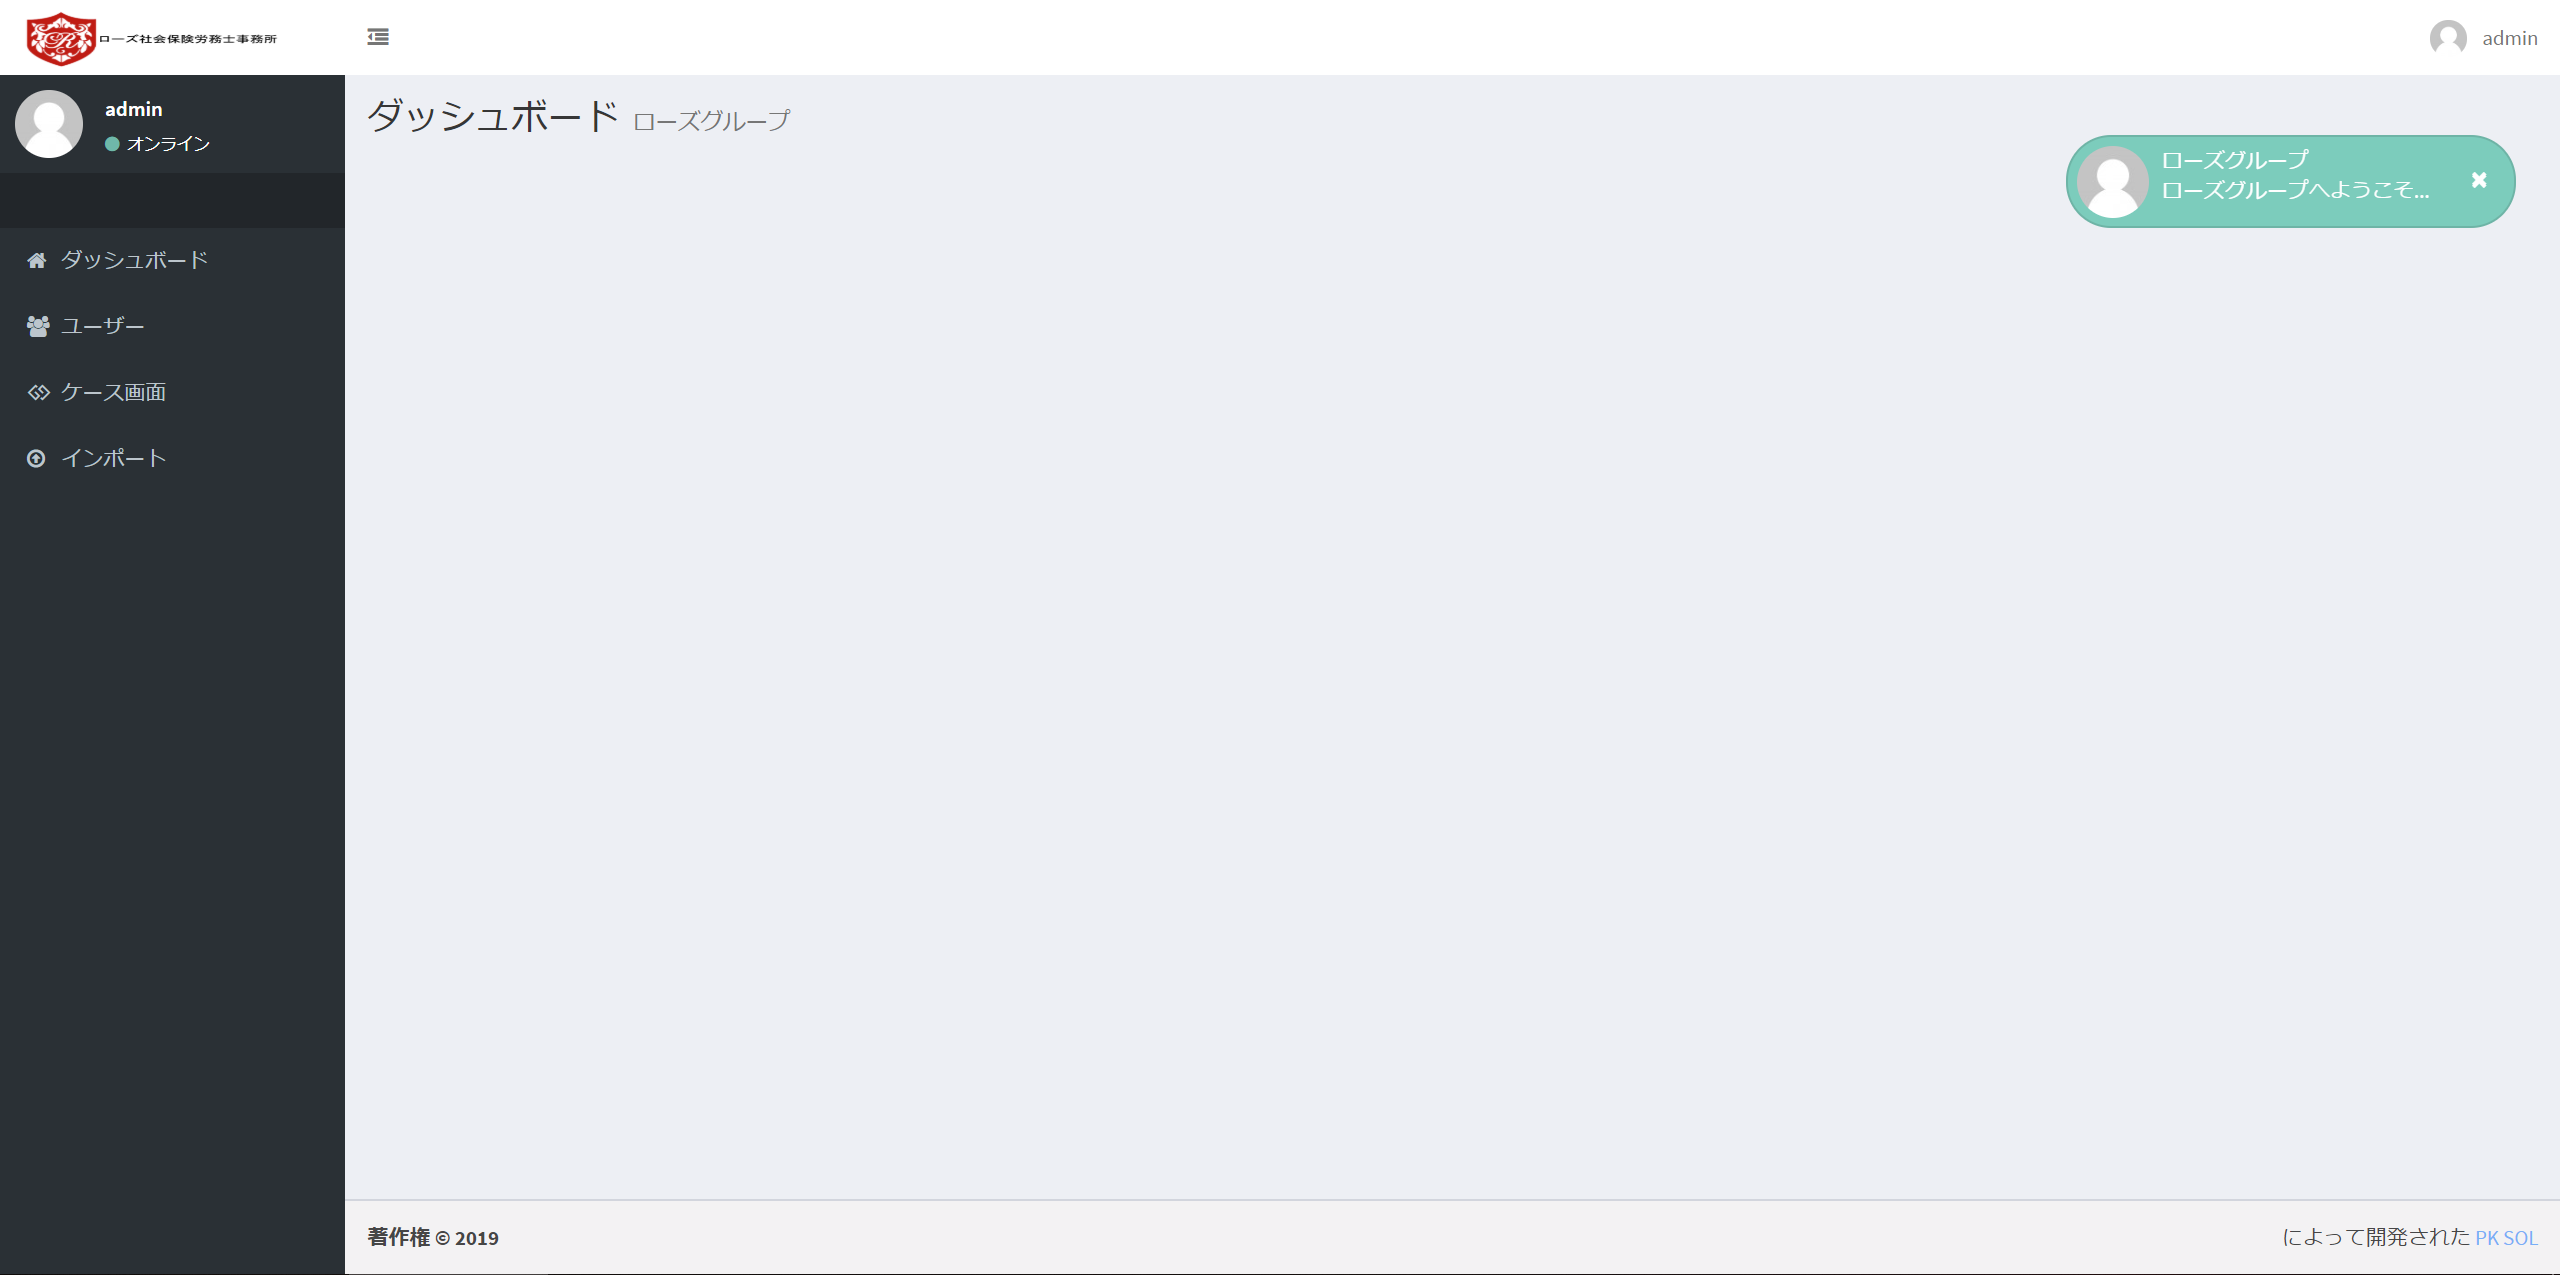 ローズ社会保険労務士事務所
admin
admin
オンライン
ダッシュボード ローズグループ
ローズグループ
ローズグループへようこそ...
ダッシュボード
ユーザー
ケース画面
インポート
著作権 © 2019
によって開発された PK SOL